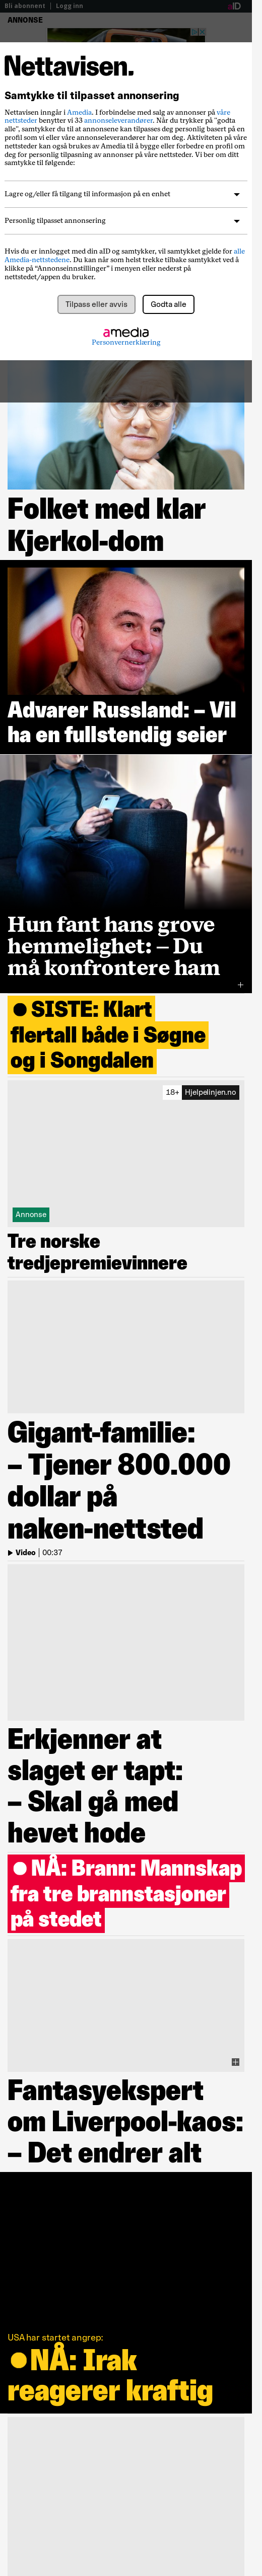 Bli abonnent | Logg inn
aID
ANNONSE
Nettavisen.
Samtykke til tilpasset annonsering
Nettavisen inngår i Amedia. I forbindelse med salg av annonser på våre
nettsteder benytter vi 33 annonseleverandører. Når du trykker på "godta
alle", samtykker du til at annonsene kan tilpasses deg personlig basert på en
profil som vi og/eller våre annonseleverandører har om deg. Aktiviteten på våre
nettsteder kan også brukes av Amedia til å bygge eller forbedre en profil om
deg for personlig tilpasning av annonser på våre nettsteder. Vi ber om ditt
samtykke til følgende:
Lagre og/eller få tilgang til informasjon på en enhet
Personlig tilpasset annonsering
Hvis du er innlogget med din aID og samtykker, vil samtykket gjelde for alle
Amedia-nettstedene. Du kan når som helst trekke tilbake samtykket ved å
klikke på “Annonseinnstillinger” i menyen eller nederst på
nettstedet/appen du bruker.
Tilpass eller avvis
Godta alle
amedia
Personvernerklæring
Folket med klar
Kjerkol-dom
Advarer Russland: – Vil
ha en fullstendig seier
Hun fant hans grove
hemmelighet: – Du
må konfrontere ham
● SISTE: Klart
flertall både i Søgne
og i Songdalen
18+ Hjelpelinjen.no
Annonse
Tre norske
tredjepremievinnere
Gigant-familie:
– Tjener 800.000
dollar på
naken-nettsted
Video | 00:37
Erkjenner at
slaget er tapt:
– Skal gå med
hevet hode
● NÅ: Brann: Mannskap
fra tre brannstasjoner
på stedet
Fantasyekspert
om Liverpool-kaos:
– Det endrer alt
USA har startet angrep:
● NÅ: Irak
reagerer kraftig